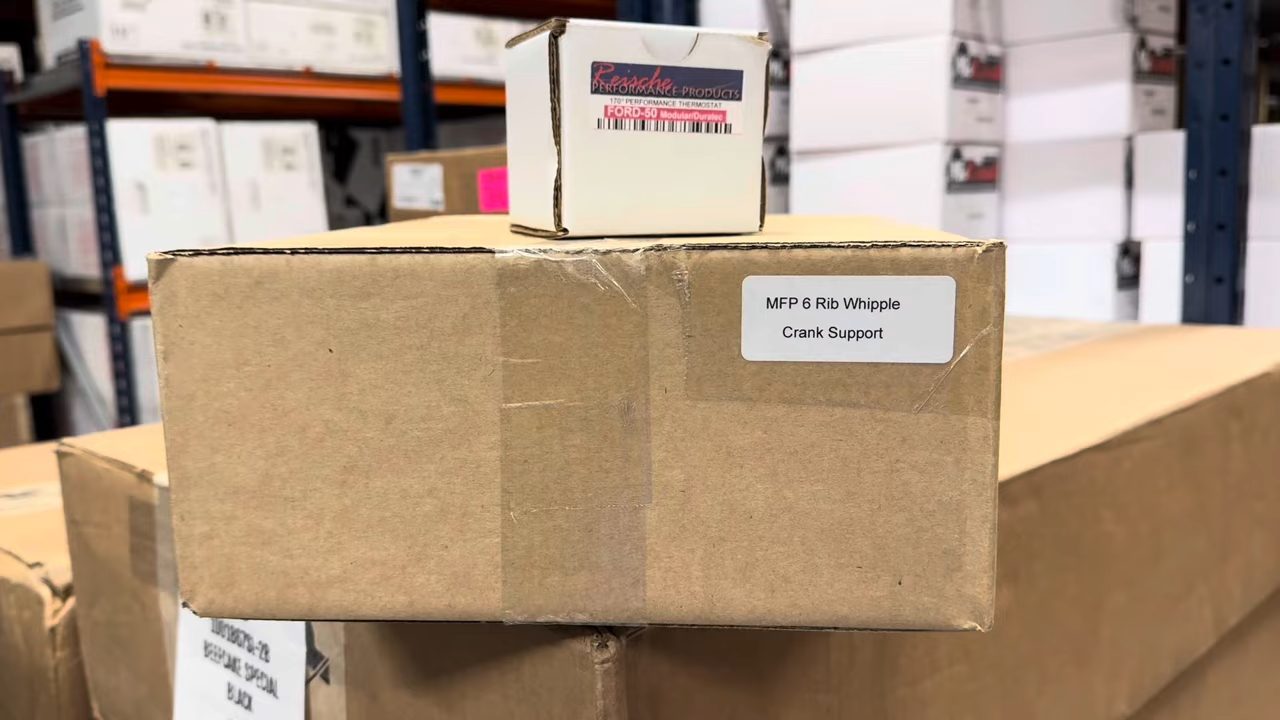 Reische
PERFORMANCE PRODUCTS
170° PERFORMANCE THERMOSTAT
FORD-50 Modular/Duratec
MFP 6 Rib Whipple
Crank Support
BEEFCAKE SPECIAL
BLACK